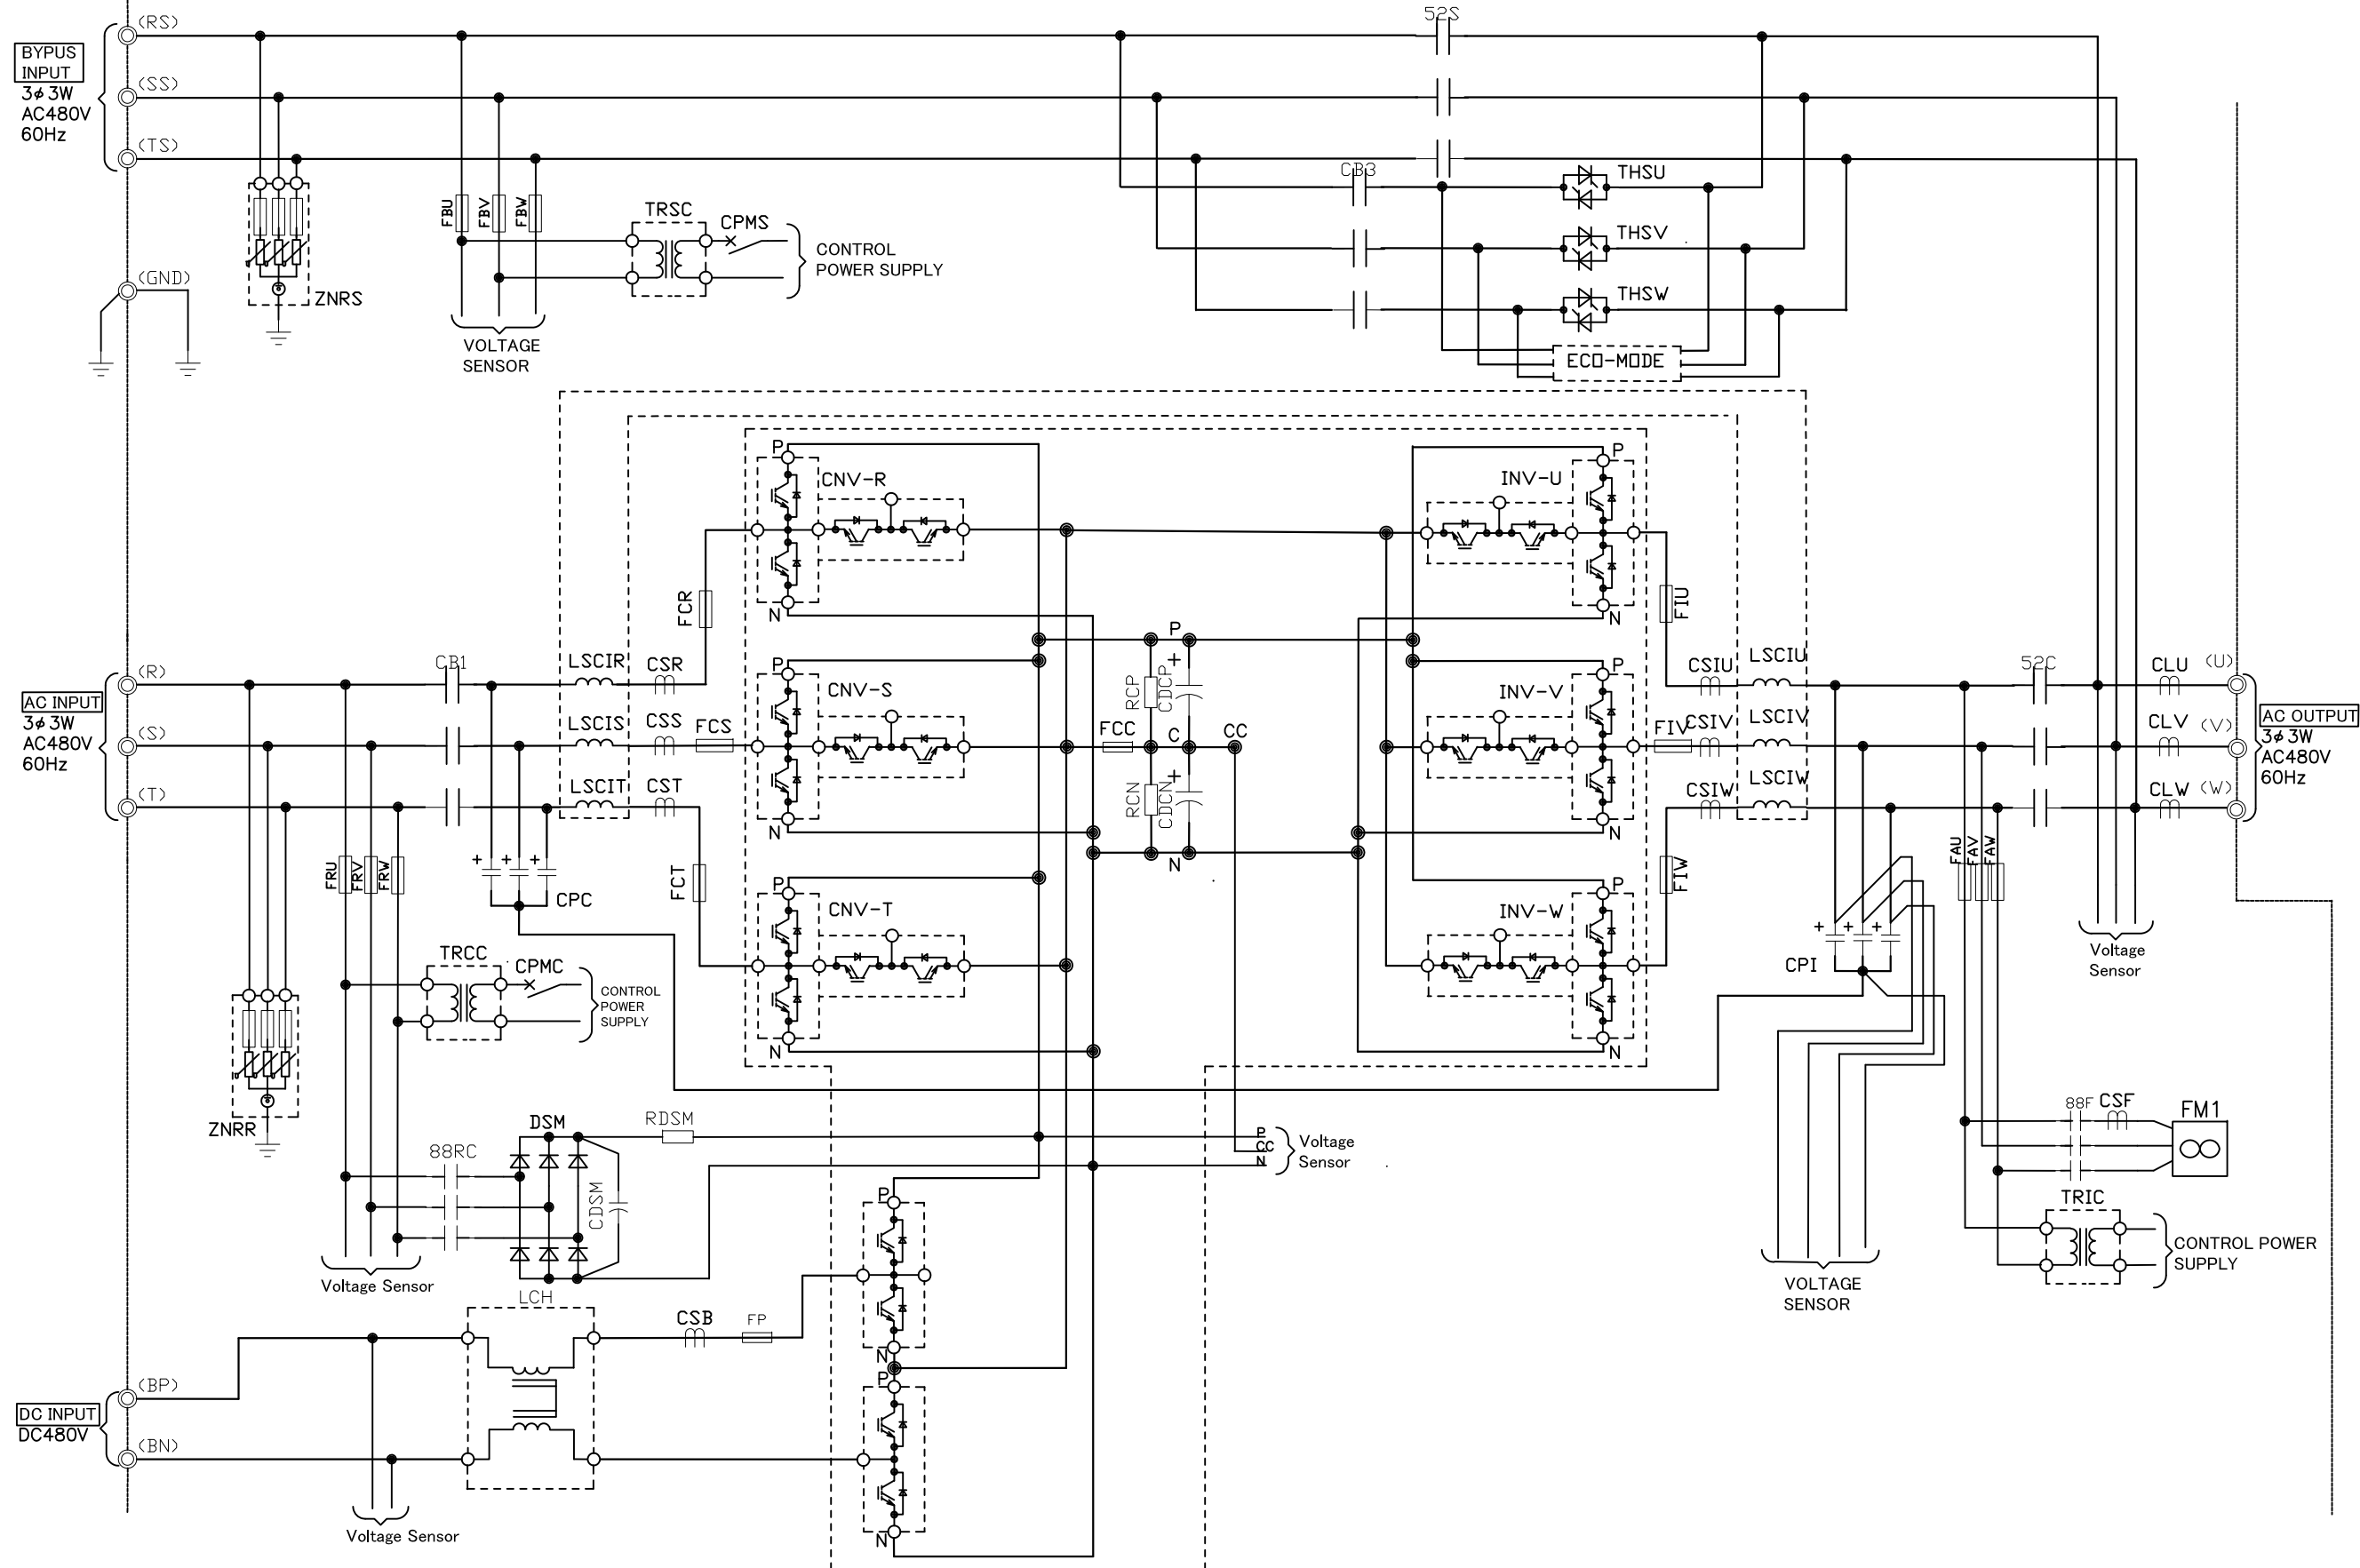 52S
(RS)
BYPUS
INPUT
3ϕ3W
AC480V
60Hz
(SS)
(TS)
CB3
THSU
FBU
FBV
FBW
TRSC
CPMS
CONTROL
POWER SUPPLY
THSV
(GND)
ZNRS
THSW
VOLTAGE
SENSOR
ECO-MODE
P
CNV-R
N
INV-U
P
N
FCR
FIU
(R)
AC INPUT
3ϕ3W
AC480V
60Hz
(S)
(T)
CB1
LSCIR
CSR
LSCIS
CSS
FCS
LSCIT
CST
P
CNV-S
N
P
+
RCP
CDCP
FCC
C
CC
+
RCN
CDCN
N
INV-V
P
N
CSIU
LSCIU
FIV
CSIV
LSCIV
CSIW
LSCIW
52C
CLU
(U)
CLV
(V)
CLW
(W)
AC OUTPUT
3ϕ3W
AC480V
60Hz
FRU
FRV
FRW
+
+
+
CPC
FCT
P
CNV-T
N
INV-W
P
N
FIW
FAU
FAV
FAW
+
+
+
CPI
Voltage
Sensor
TRCC
CPMC
CONTROL
POWER
SUPPLY
ZNRR
88RC
DSM
RDSM
CDSM
P
CC
N
Voltage
Sensor
88F
CSF
FM1
TRIC
CONTROL POWER
SUPPLY
VOLTAGE
SENSOR
Voltage Sensor
LCH
CSB
FP
P
N
P
N
(BP)
DC INPUT
DC480V
(BN)
Voltage Sensor